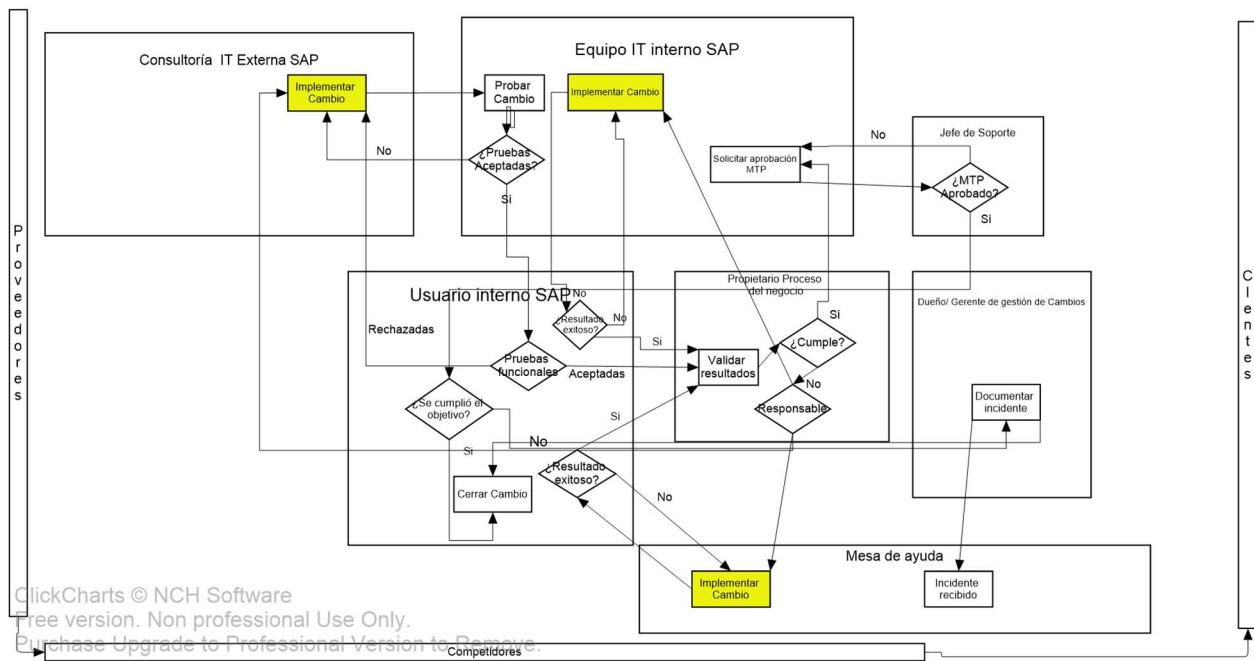 Proveedores
Clientes
Consultoría IT Externa SAP
Implementar
Cambio
Equipo IT interno SAP
Probar
Cambio
Implementar Cambio
¿Pruebas
Aceptadas?
No
Si
Solicitar aprobación
MTP
No
Jefe de Soporte
¿MTP
Aprobado?
Si
Usuario interno SAP
No
¿Resultado
exitoso?
No
Si
Rechazadas
Pruebas
funcionales
Aceptadas
¿Se cumplió el
objetivo?
Si
No
Si
¿Resultado
exitoso?
No
Cerrar Cambio
Propietario Proceso
del negocio
Si
¿Cumple?
Validar
resultados
No
Responsable
Dueño/ Gerente de gestión de Cambios
Documentar
incidente
Mesa de ayuda
Implementar
Cambio
Incidente
recibido
ClickCharts © NCH Software
Free version. Non professional Use Only.
Purchase Upgrade to Professional Version to Remove.
Competidores